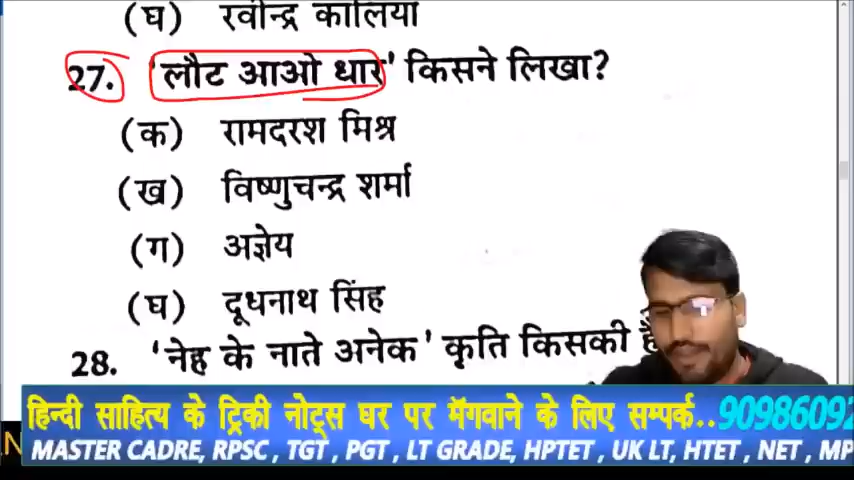 (घ) रवीन्द्र कालिया
27. 'लौट आओ धार' किसने लिखा?
(क) रामदरश मिश्र
(ख) विष्णुचन्द्र शर्मा
(ग) अज्ञेय
(घ) दूधनाथ सिंह
28. 'नेह के नाते अनेक' कृति किसकी है
हिन्दी साहित्य के ट्रिकी नोट्स घर पर मॅगवाने के लिए सम्पर्क..90986092
MASTER CADRE, RPSC , TGT , PGT , LT GRADE, HPTET , UK LT, HTET , NET , MP